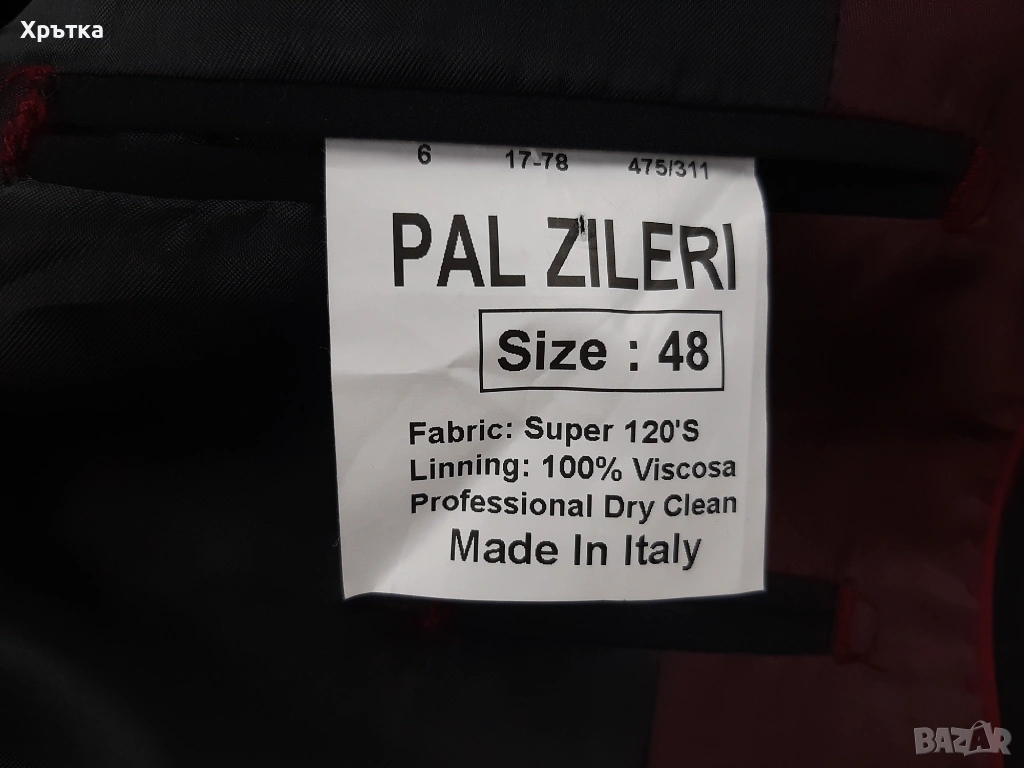 Хрътка
6 17-78 475/311
PAL ZILERI
Size : 48
Fabric: Super 120'S
Linning: 100% Viscosa
Professional Dry Clean
Made In Italy
BAZAR